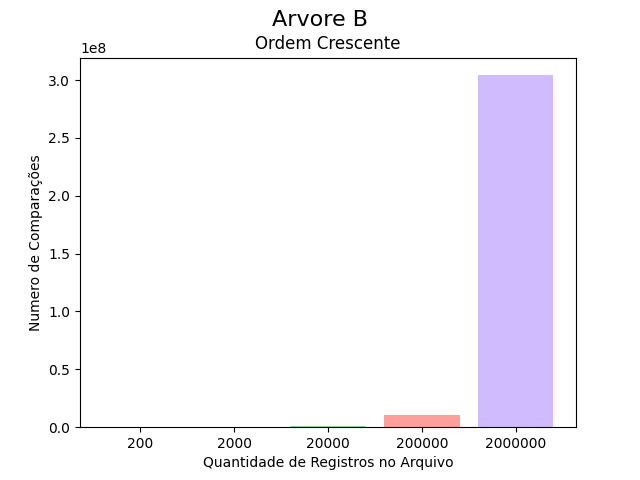 Arvore B
Ordem Crescente
1e8
3.0
2.5
2.0
1.5
1.0
0.5
0.0
Numero de Comparações
200 2000 20000 200000 2000000
Quantidade de Registros no Arquivo